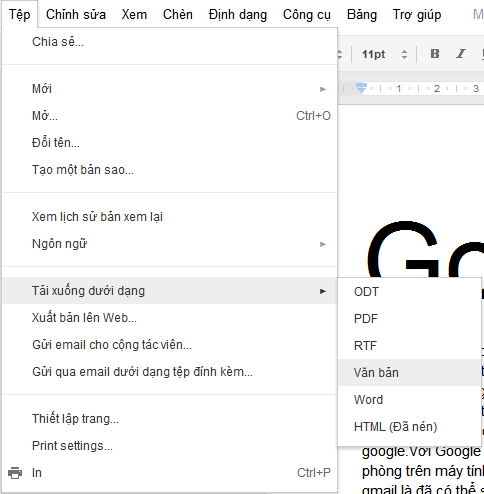 Tệp Chỉnh sửa Xem Chèn Định dạng Công cụ Bảng Trợ giúp M
Chia sẻ...
11pt B I
1 2 3
Mới
Mở... Ctrl+O
Đổi tên...
Tạo một bản sao...
Xem lịch sử bản xem lại
Ngôn ngữ
Go
Tải xuống dưới dạng
ODT
Xuất bản lên Web...
PDF
Gửi email cho cộng tác viên...
RTF
Gửi qua email dưới dạng tệp đính kèm...
Văn bản
Word
Thiết lập trang...
HTML (Đã nén)
Print settings...
google.Với Google
In Ctrl+P
phòng trên máy tính
gmail là đã có thể s